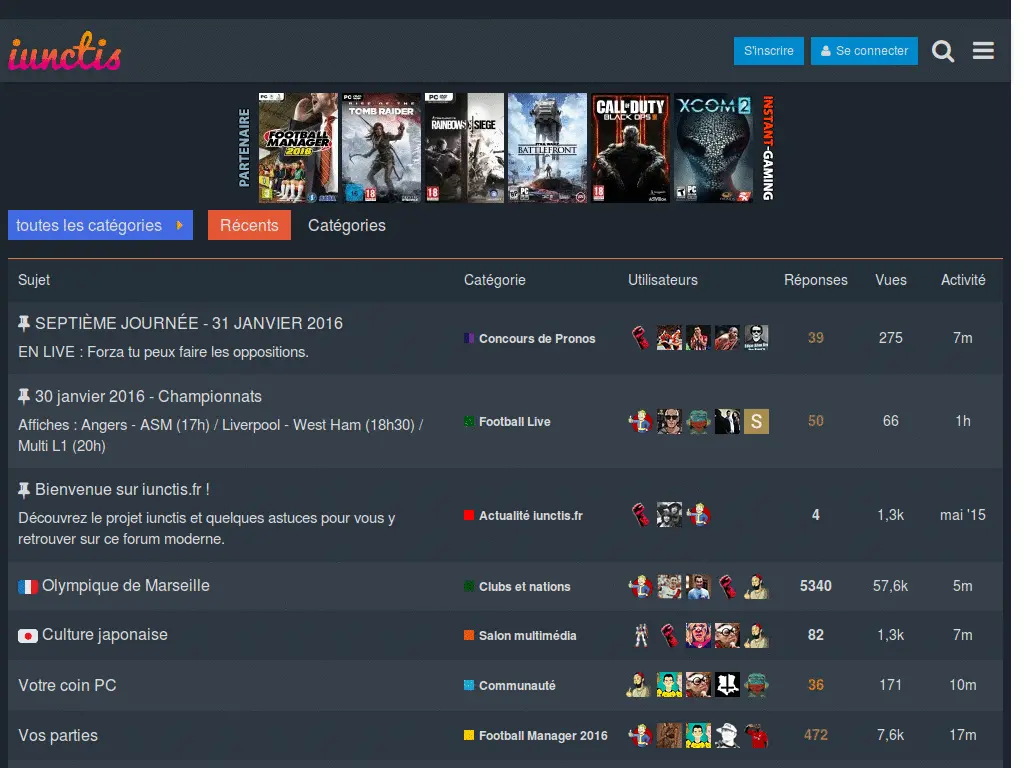 iunctis
S'inscrire
Se connecter
PARTENAIRE
FOOTBALL MANAGER 2016
RISE OF THE TOMB RAIDER
RAINBOW SIEGE
STAR WARS BATTLEFRONT
CALL OF DUTY BLACK OPS III
XCOM 2
INSTANT-GAMING
toutes les catégories
Récents
Catégories
Sujet Catégorie Utilisateurs Réponses Vues Activité
SEPTIÈME JOURNÉE - 31 JANVIER 2016
EN LIVE : Forza tu peux faire les oppositions.
Concours de Pronos 39 275 7m
30 janvier 2016 - Championnats
Affiches : Angers - ASM (17h) / Liverpool - West Ham (18h30) /
Multi L1 (20h)
Football Live S 50 66 1h
Bienvenue sur iunctis.fr !
Découvrez le projet iunctis et quelques astuces pour vous y
retrouver sur ce forum moderne.
Actualité iunctis.fr 4 1,3k mai '15
Olympique de Marseille Clubs et nations 5340 57,6k 5m
Culture japonaise Salon multimédia 82 1,3k 7m
Votre coin PC Communauté 36 171 10m
Vos parties Football Manager 2016 472 7,6k 17m